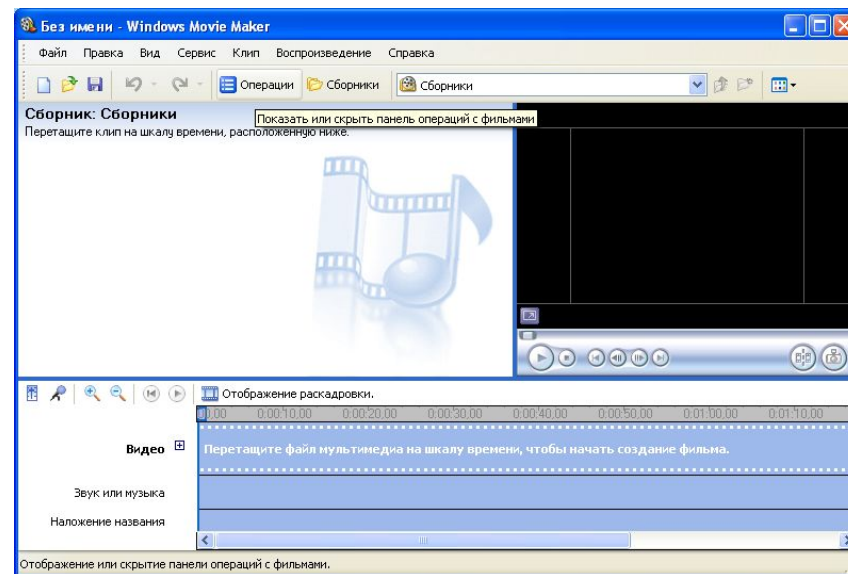 Без имени - Windows Movie Maker
Файл Правка Вид Сервис Клип Воспроизведение Справка
Операции Сборники Сборники
Показать или скрыть панель операций с фильмами
Сборник: Сборники
Перетащите клип на шкалу времени, расположенную ниже.
Отображение раскадровки.
0,00 0:00:10,00 0:00:20,00 0:00:30,00 0:00:40,00 0:00:50,00 0:01:00,00 0:01:10,00
Видео
Перетащите файл мультимедиа на шкалу времени, чтобы начать создание фильма.
Звук или музыка
Наложение названия
Отображение или скрытие панели операций с фильмами.